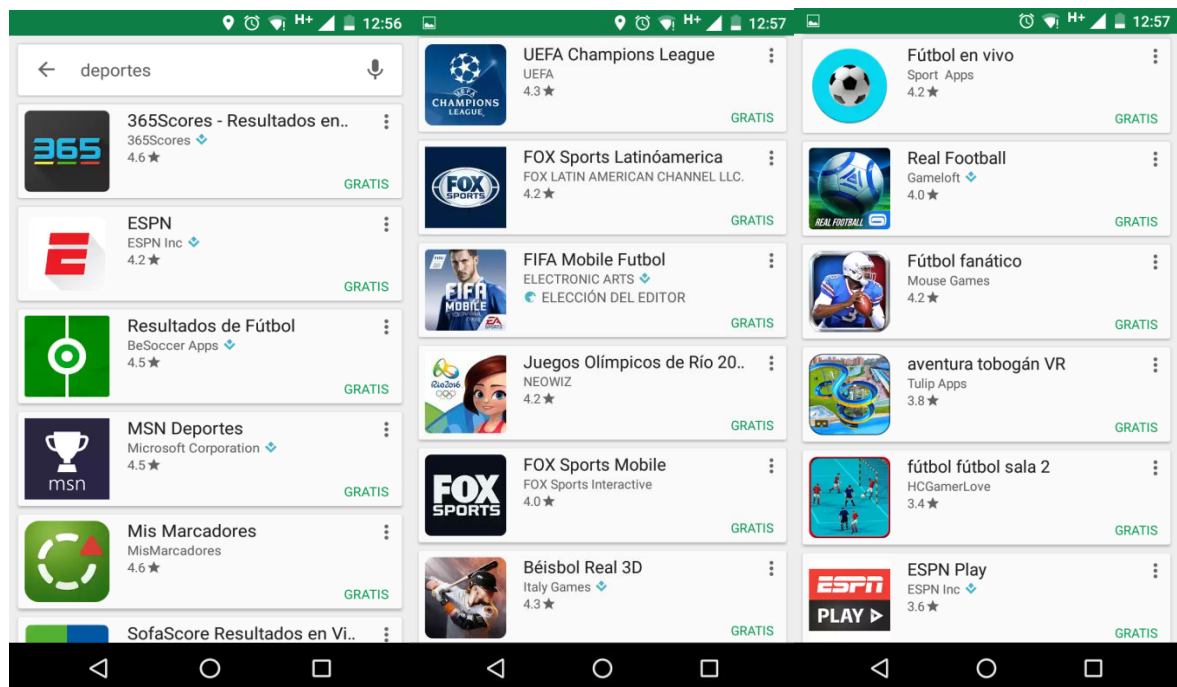 H+ 12:56
deportes
365
365Scores - Resultados en..
365Scores
4.6★
GRATIS
ESPN
ESPN Inc
4.2★
GRATIS
Resultados de Fútbol
BeSoccer Apps
4.5★
GRATIS
msn
MSN Deportes
Microsoft Corporation
4.5★
GRATIS
Mis Marcadores
MisMarcadores
4.6★
GRATIS
SofaScore Resultados en Vi..
H+ 12:57
UEFA
CHAMPIONS
LEAGUE
UEFA Champions League
UEFA
4.3★
GRATIS
FOX
SPORTS
FOX Sports Latinóamerica
FOX LATIN AMERICAN CHANNEL LLC.
4.2★
GRATIS
FIFA
MOBILE
EA
SPORTS
FIFA Mobile Futbol
ELECTRONIC ARTS
ELECCIÓN DEL EDITOR
GRATIS
Rio2016
Juegos Olímpicos de Río 20..
NEOWIZ
4.2★
GRATIS
FOX
SPORTS
FOX Sports Mobile
FOX Sports Interactive
4.0★
GRATIS
Béisbol Real 3D
Italy Games
4.3★
GRATIS
H+ 12:57
Fútbol en vivo
Sport Apps
4.2★
GRATIS
REAL FOOTBALL
Real Football
Gameloft
4.0★
GRATIS
3
Fútbol fanático
Mouse Games
4.2★
GRATIS
aventura tobogán VR
Tulip Apps
3.8★
GRATIS
fútbol fútbol sala 2
HCGamerLove
3.4★
GRATIS
ESPN
PLAY
ESPN Play
ESPN Inc
3.6★
GRATIS